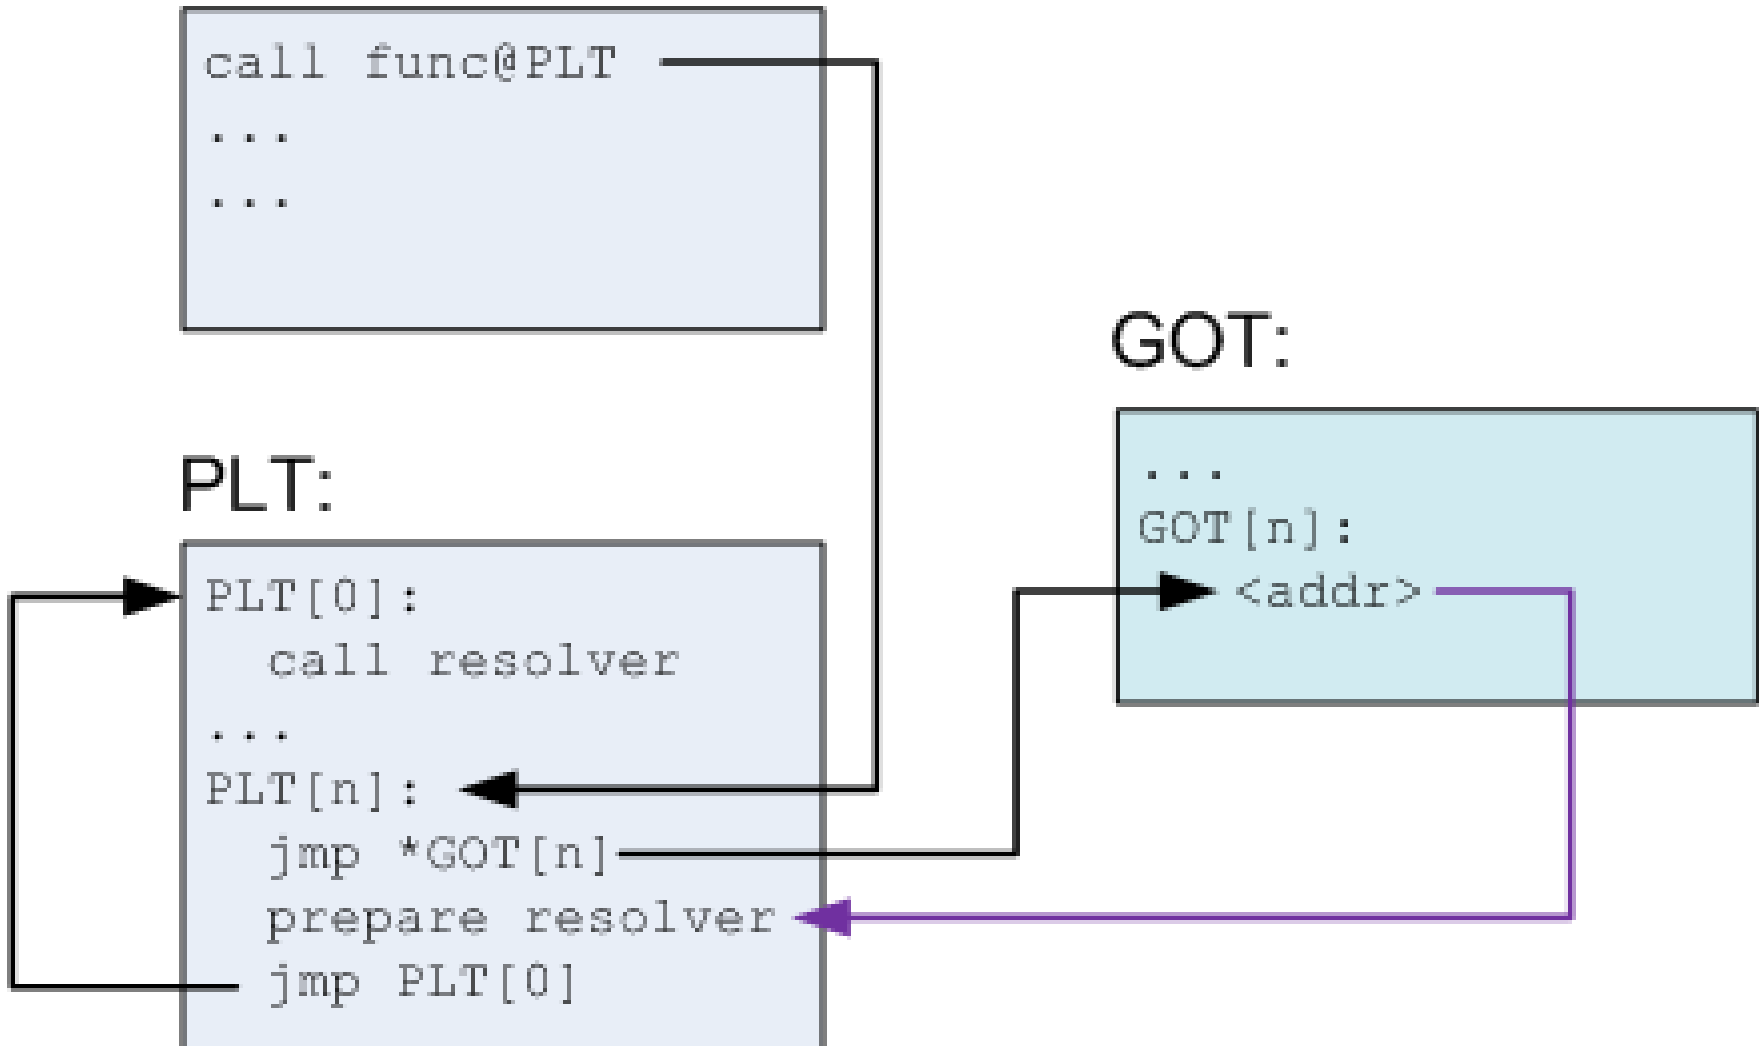 call func@PLT
...
...
GOT:
...
GOT[n]:
<addr>
PLT:
PLT[0]:
call resolver
...
PLT[n]:
jmp *GOT[n]
prepare resolver
jmp PLT[0]